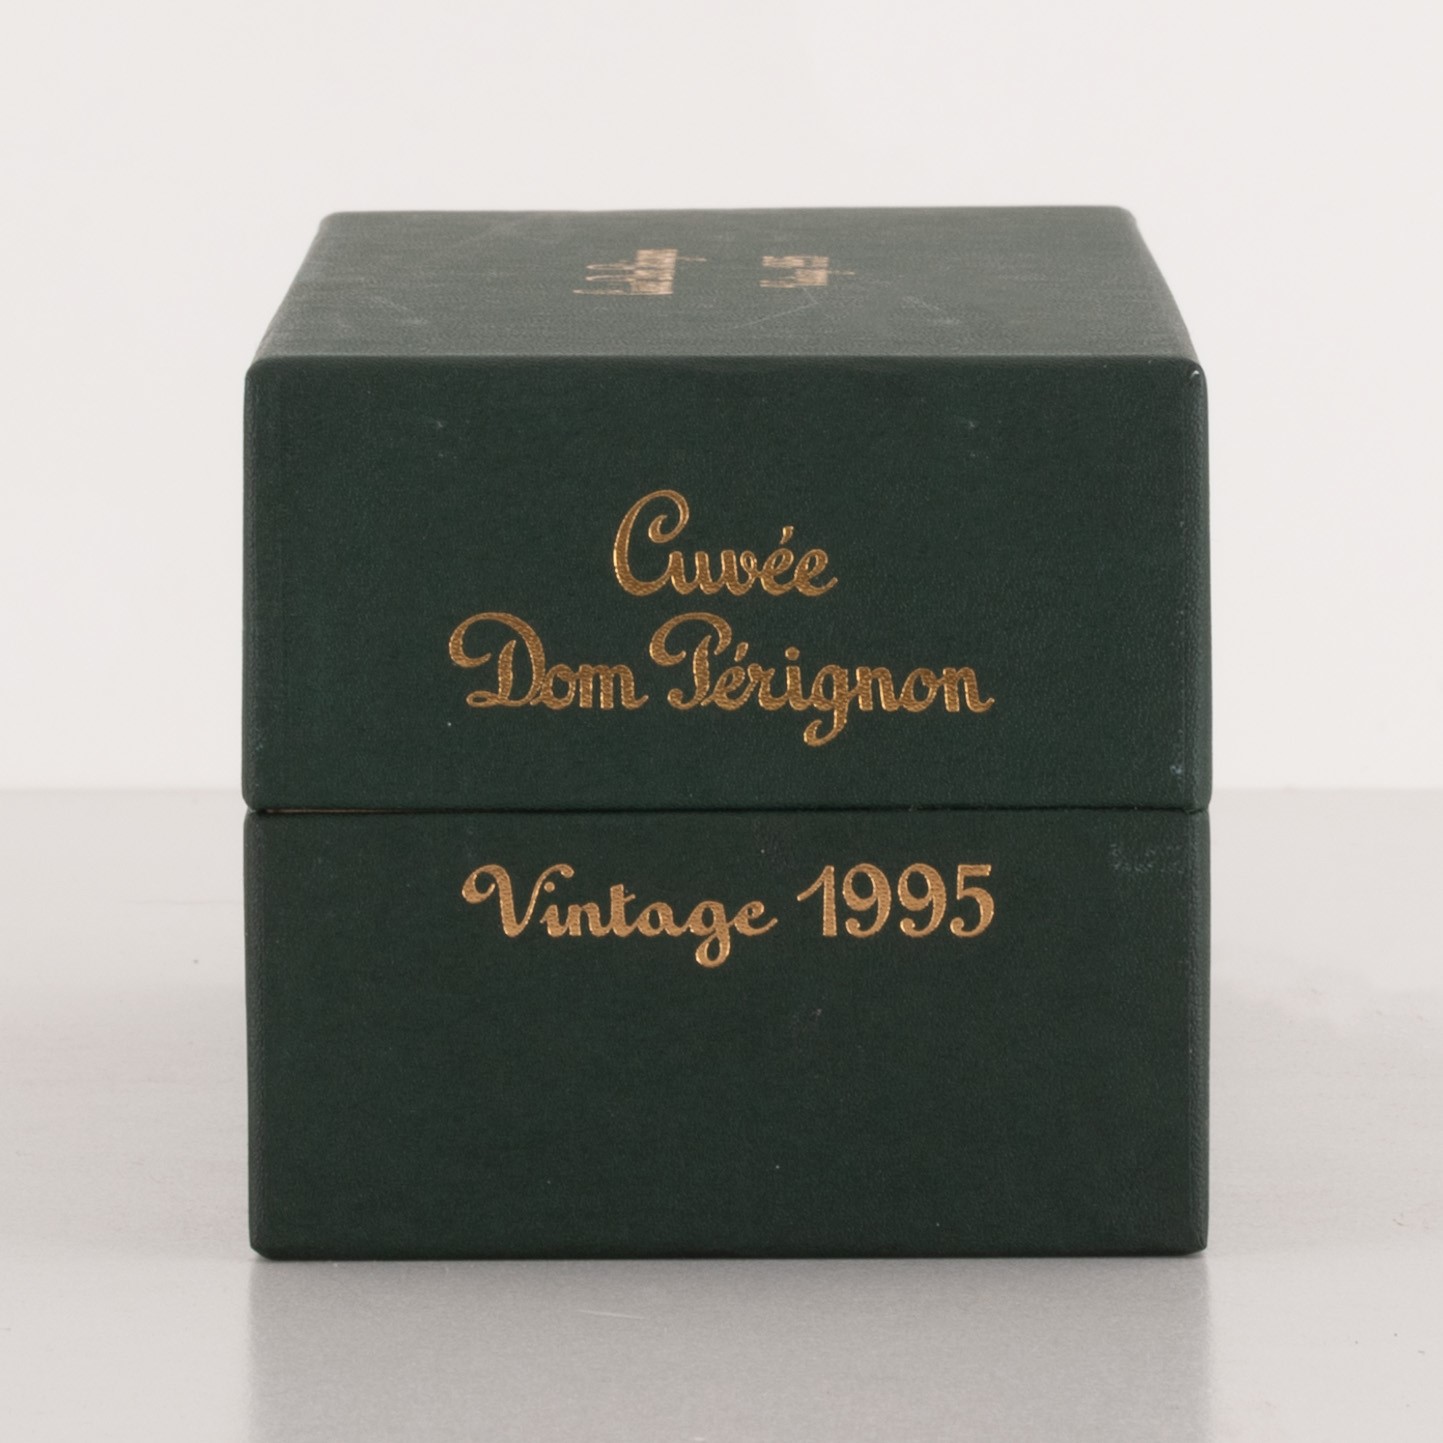 Cuvée
Dom Pérignon
Vintage 1995